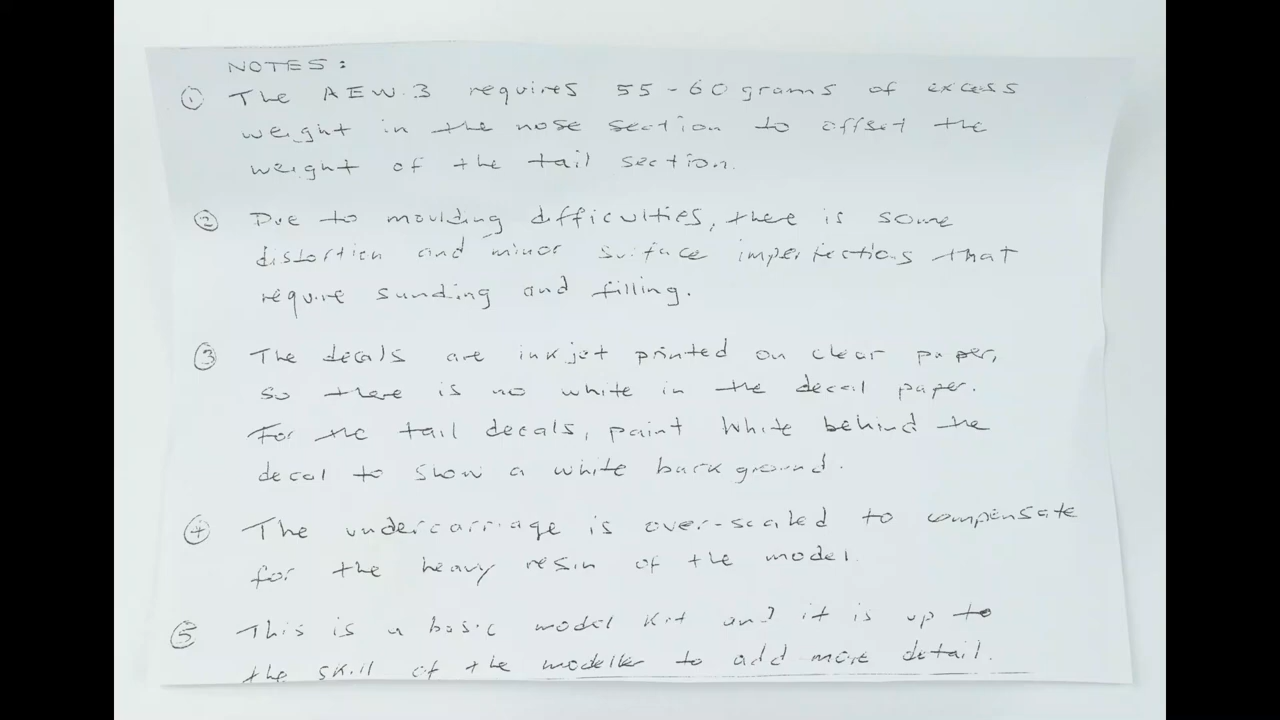 NOTES:
① The AEW.3 requires 55-60 grams of excess
weight in the nose section to offset the
weight of the tail section.
② Due to moulding difficulties, there is some
distortion and minor surface imperfections that
require sanding and filling.
③ The decals are inkjet printed on clear paper,
so there is no white in the decal paper.
For the tail decals, paint white behind the
decal to show a white background.
④ The undercarriage is over-scaled to compensate
for the heavy resin of the model.
⑤ This is a basic model kit and it is up to
the skill of the modeller to add more detail.